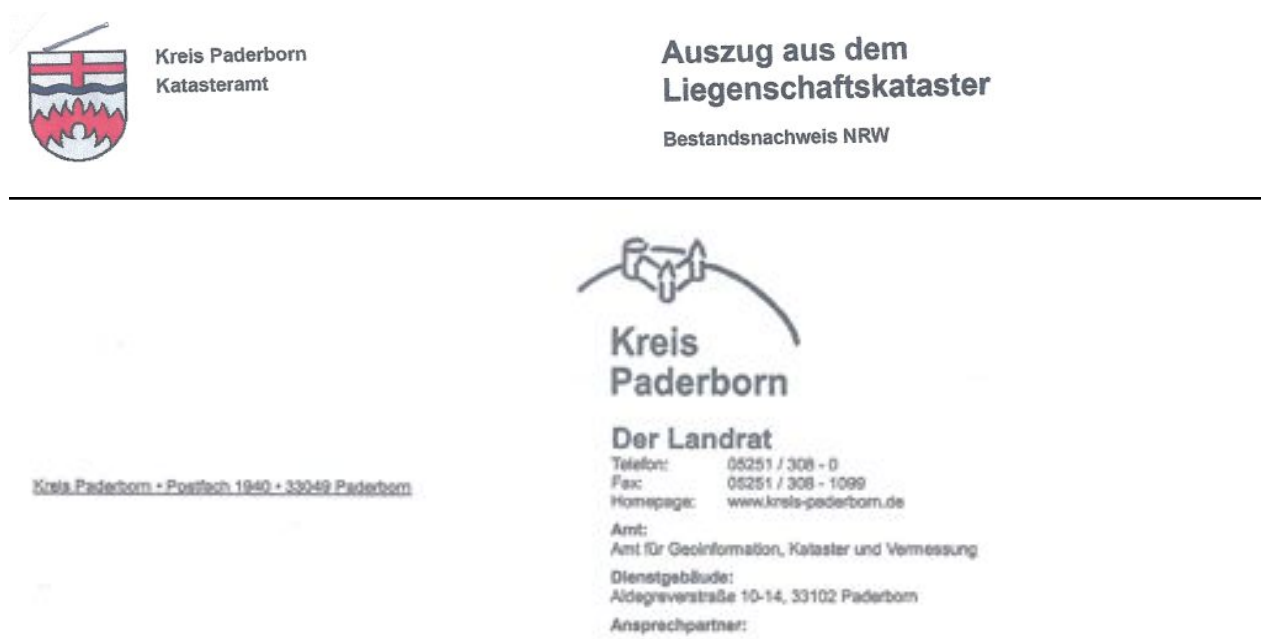 Kreis Paderborn
Katasteramt
Auszug aus dem
Liegenschaftskataster
Bestandsnachweis NRW
Kreis
Paderborn
Der Landrat
Telefon: 05251 / 308 - 0
Fax: 05251 / 308 - 1099
Homepage: www.kreis-paderborn.de
Kreis Paderborn • Postfach 1940 • 33049 Paderborn
Amt:
Amt für Geoinformation, Kataster und Vermessung
Dienstgebäude:
Aldegreverstraße 10-14, 33102 Paderborn
Ansprechpartner: